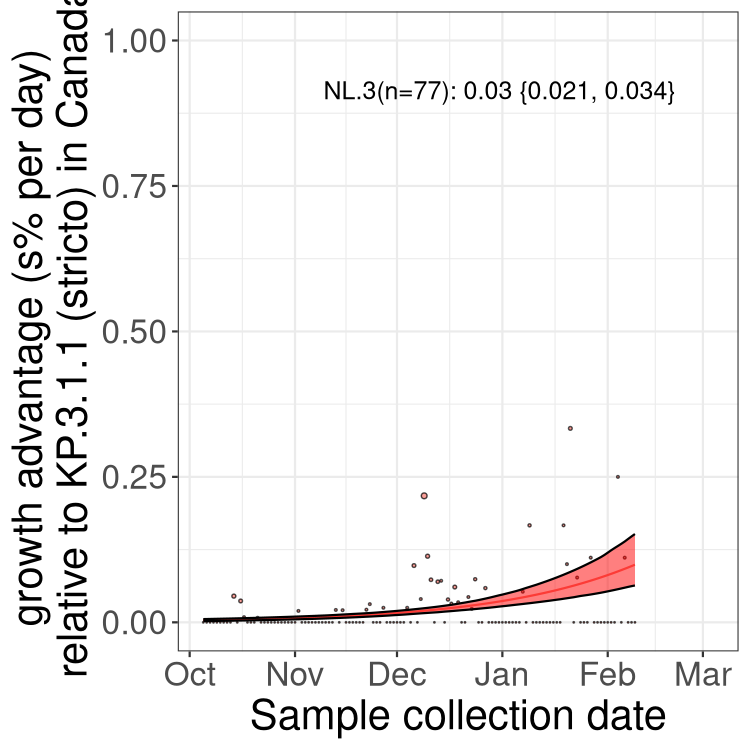 growth advantage (s% per day)
relative to KP.3.1.1 (stricto) in Canada
1.00
0.75
0.50
0.25
0.00
NL.3(n=77): 0.03 {0.021, 0.034}
Oct Nov Dec Jan Feb Mar
Sample collection date